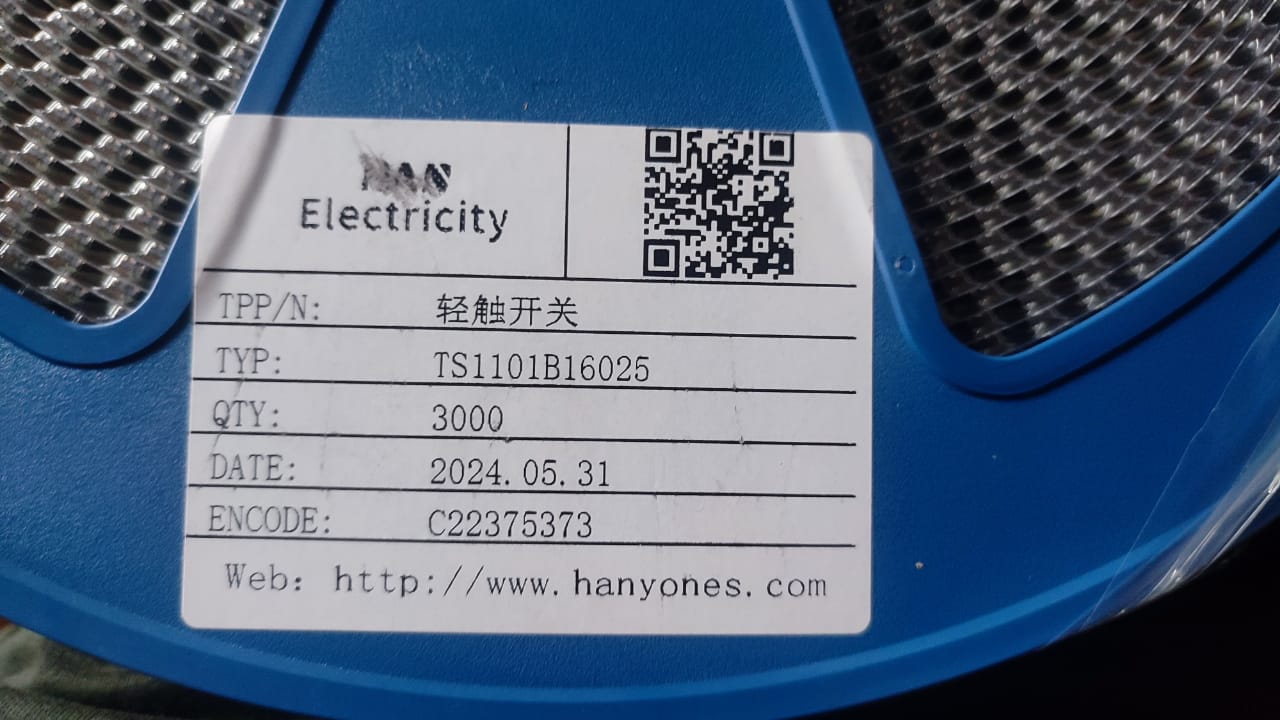 Electricity
TPP/N: 轻触开关
TYP: TS1101B16025
QTY: 3000
DATE: 2024.05.31
ENCODE: C22375373
Web: http://www.hanyones.com